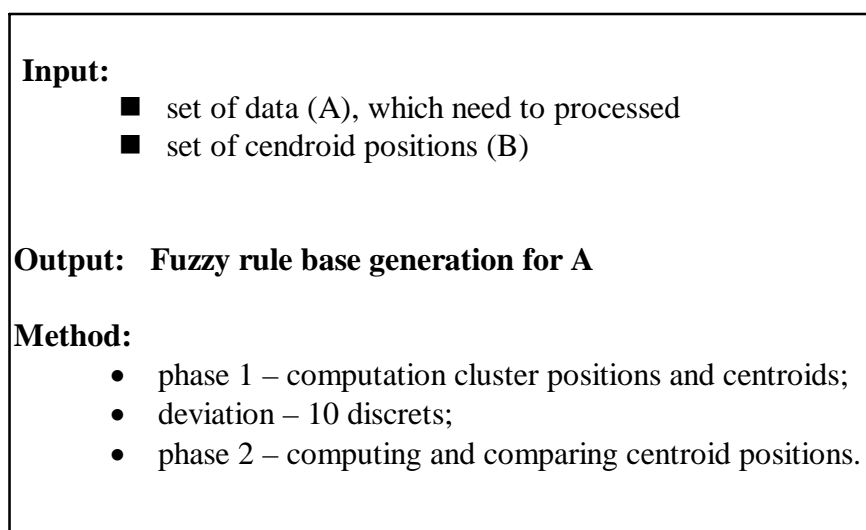 Input:
■ set of data (A), which need to processed
■ set of cendroid positions (B)
Output: Fuzzy rule base generation for A
Method:
• phase 1 – computation cluster positions and centroids;
• deviation – 10 discrets;
• phase 2 – computing and comparing centroid positions.